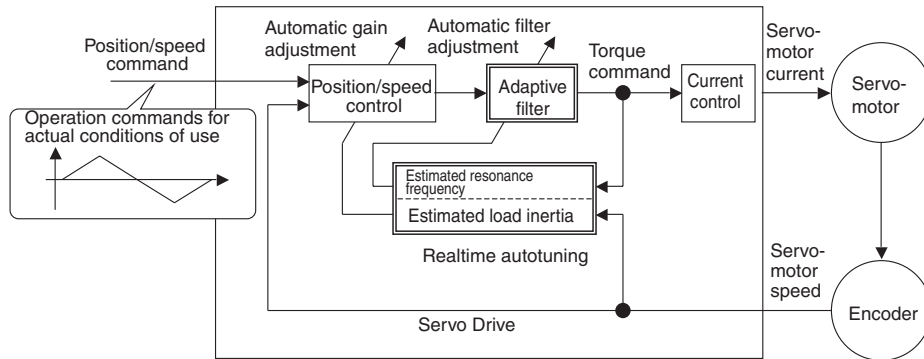 Position/speed
command
Automatic gain
adjustment
Automatic filter
adjustment
Torque
command
Servo-
motor
current
Position/speed
control
Adaptive
filter
Current
control
Servo-
motor
Operation commands for
actual conditions of use
Estimated resonance
frequency
Estimated load inertia
Realtime autotuning
Servo-
motor
speed
Servo Drive
Encoder